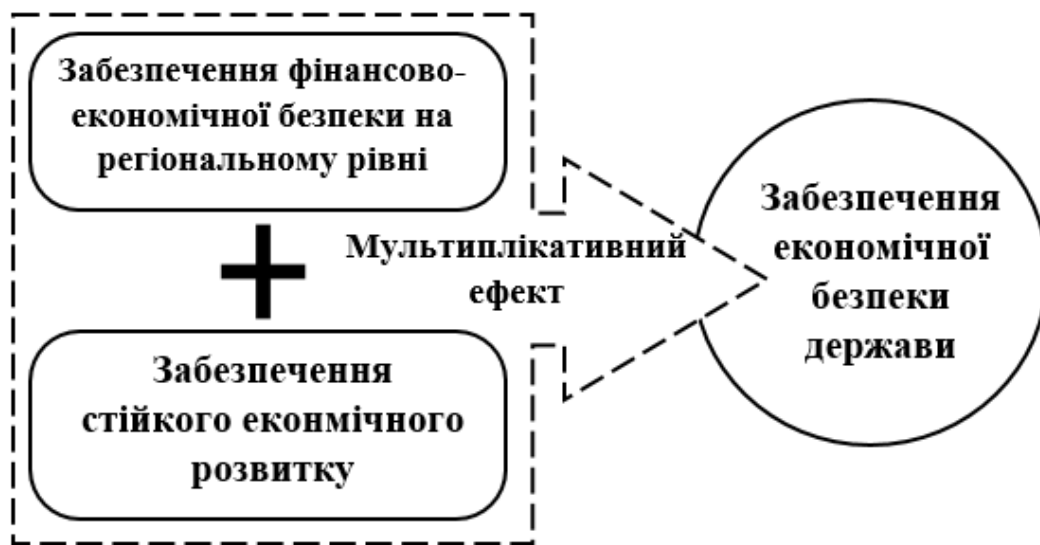 Забезпечення фінансово-
економічної безпеки на
регіональному рівні
Мультиплікативний
ефект
Забезпечення
стійкого еконмічного
розвитку
Забезпечення
економічної
безпеки
держави